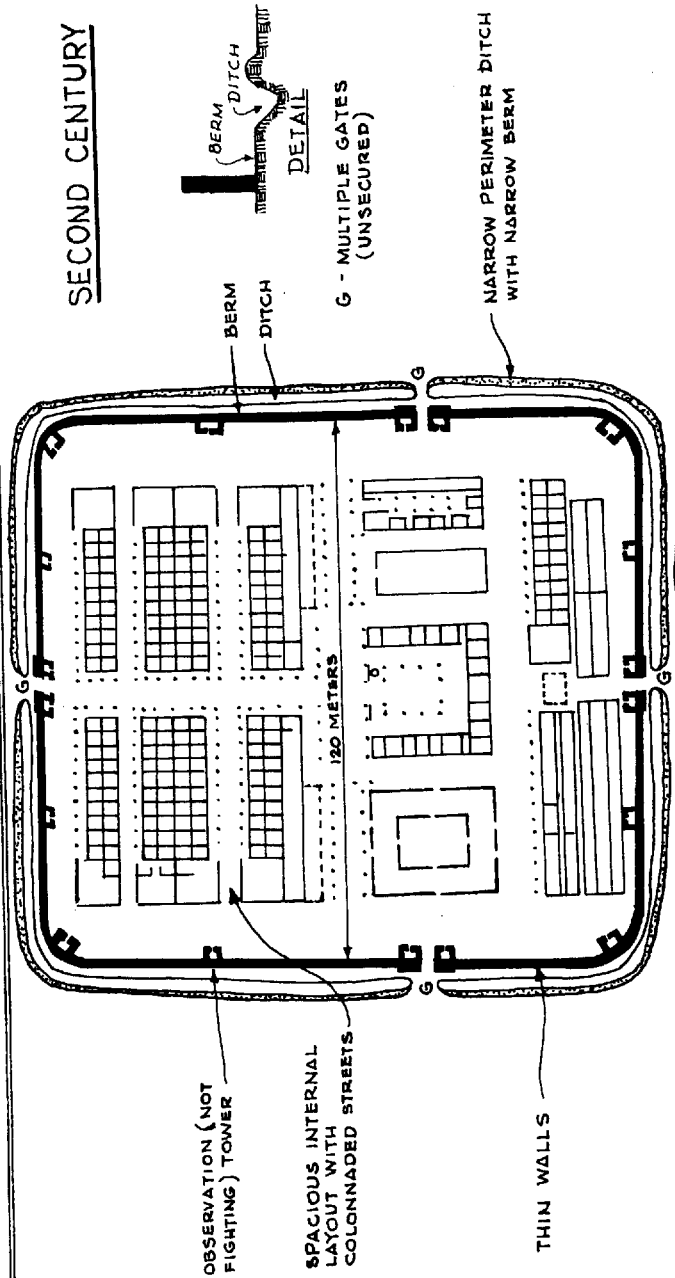 SECOND CENTURY
BERM
DITCH
DETAIL
G - MULTIPLE GATES
(UNSECURED)
BERM
DITCH
NARROW PERIMETER DITCH
WITH NARROW BERM
G
G
G
G
120 METERS
OBSERVATION (NOT
FIGHTING) TOWER
SPACIOUS INTERNAL
LAYOUT WITH
COLONNADED STREETS
THIN WALLS